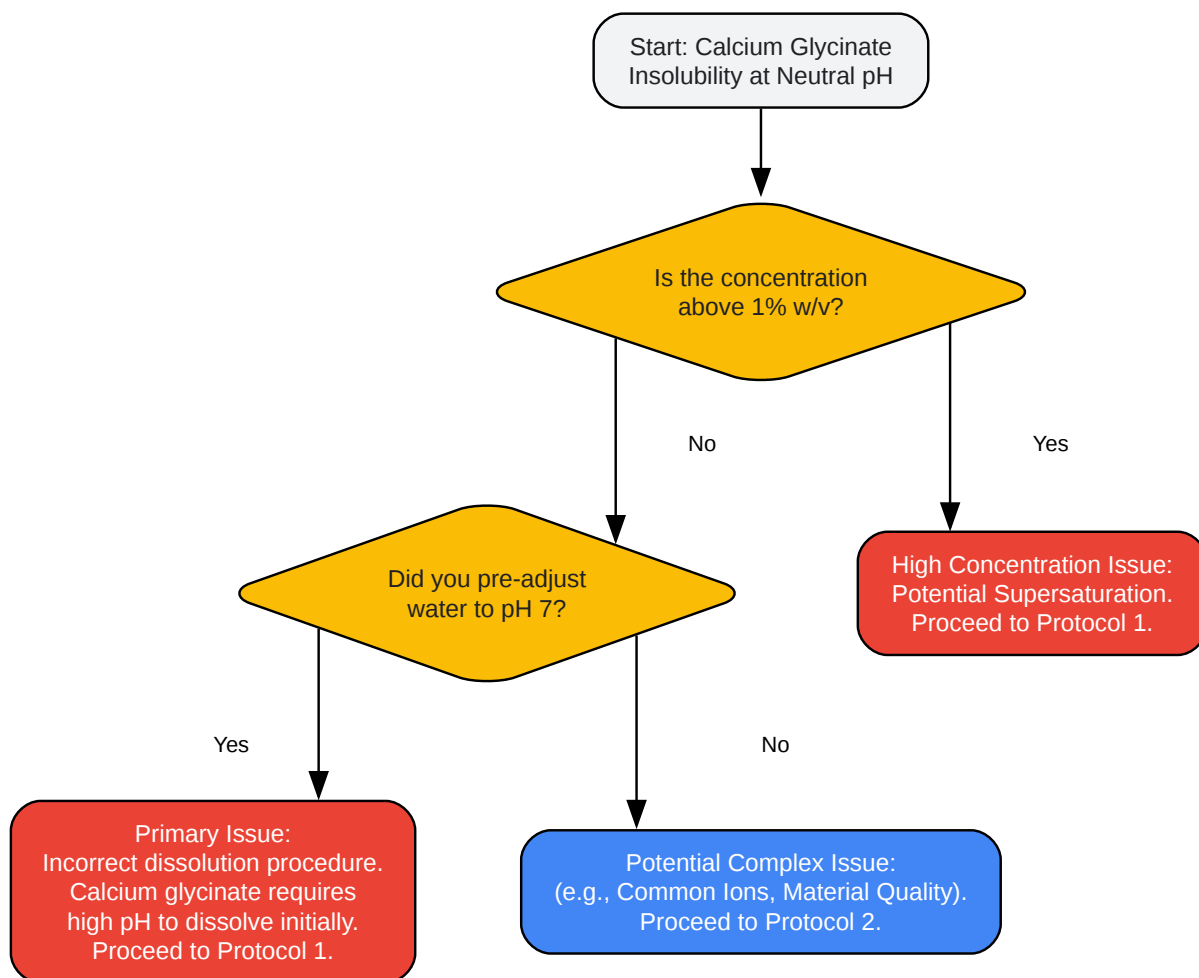 Start: Calcium Glycinate
Insolubility at Neutral pH
Is the concentration
above 1% w/v?
No
Yes
Did you pre-adjust
water to pH 7?
High Concentration Issue:
Potential Supersaturation.
Proceed to Protocol 1.
Yes
No
Primary Issue:
Incorrect dissolution procedure.
Calcium glycinate requires
high pH to dissolve initially.
Proceed to Protocol 1.
Potential Complex Issue:
(e.g., Common Ions, Material Quality).
Proceed to Protocol 2.